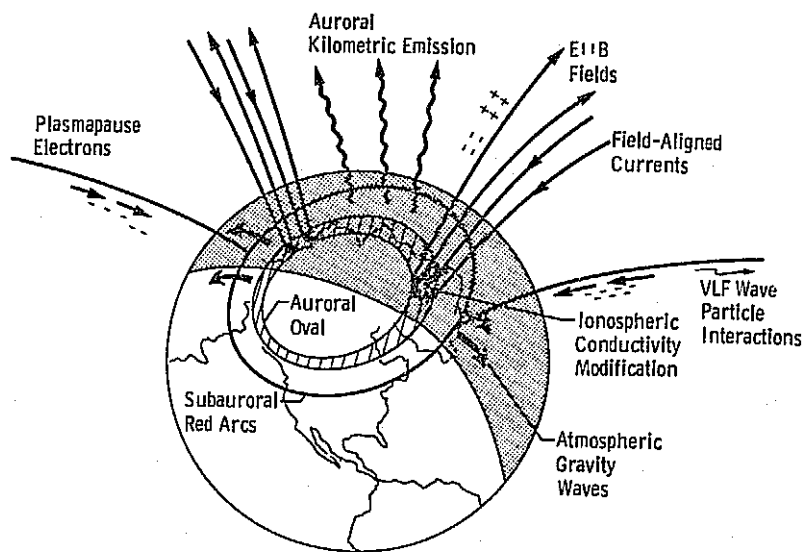 Auroral
Kilometric Emission
E||B
Fields
Plasmapause
Electrons
Field-Aligned
Currents
Auroral
Oval
VLF Wave
Particle
Interactions
Ionospheric
Conductivity
Modification
Subauroral
Red Arcs
Atmospheric
Gravity
Waves